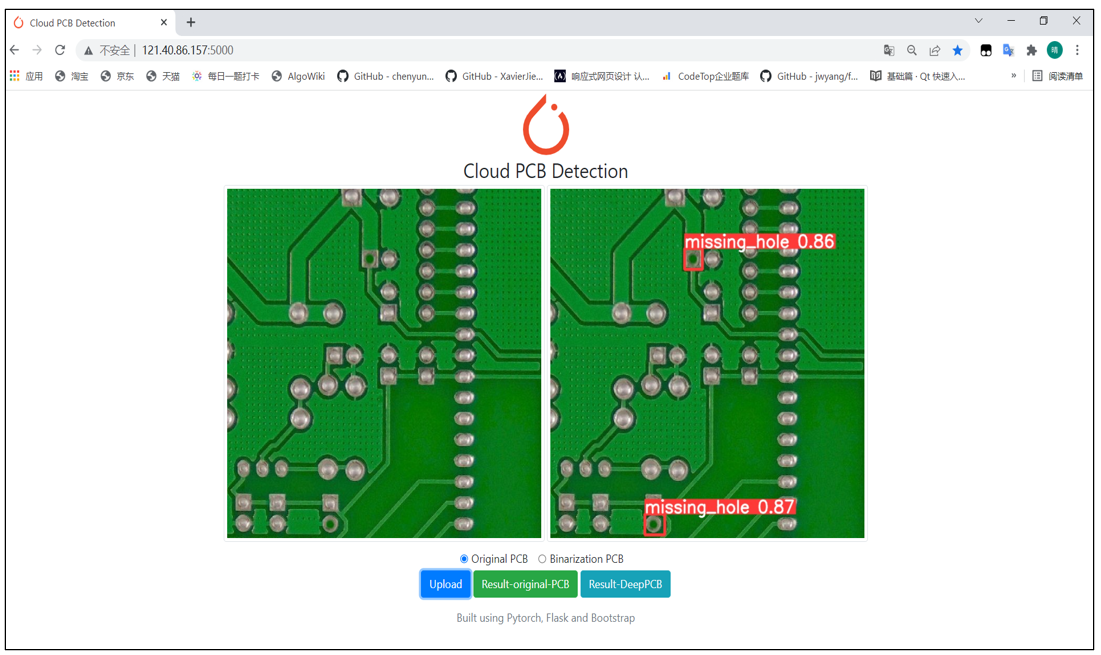 Cloud PCB Detection
不安全 | 121.40.86.157:5000
晴
应用 淘宝 京东 天猫 每日一题打卡 AlgoWiki GitHub - chenyun... GitHub - XavierJie... 响应式网页设计 认... CodeTop企业题库 GitHub - jwyang/f... 基础篇 · Qt 快速入... » 阅读清单
Cloud PCB Detection
missing_hole 0.86
missing_hole 0.87
Original PCB Binarization PCB
Upload Result-original-PCB Result-DeepPCB
Built using Pytorch, Flask and Bootstrap